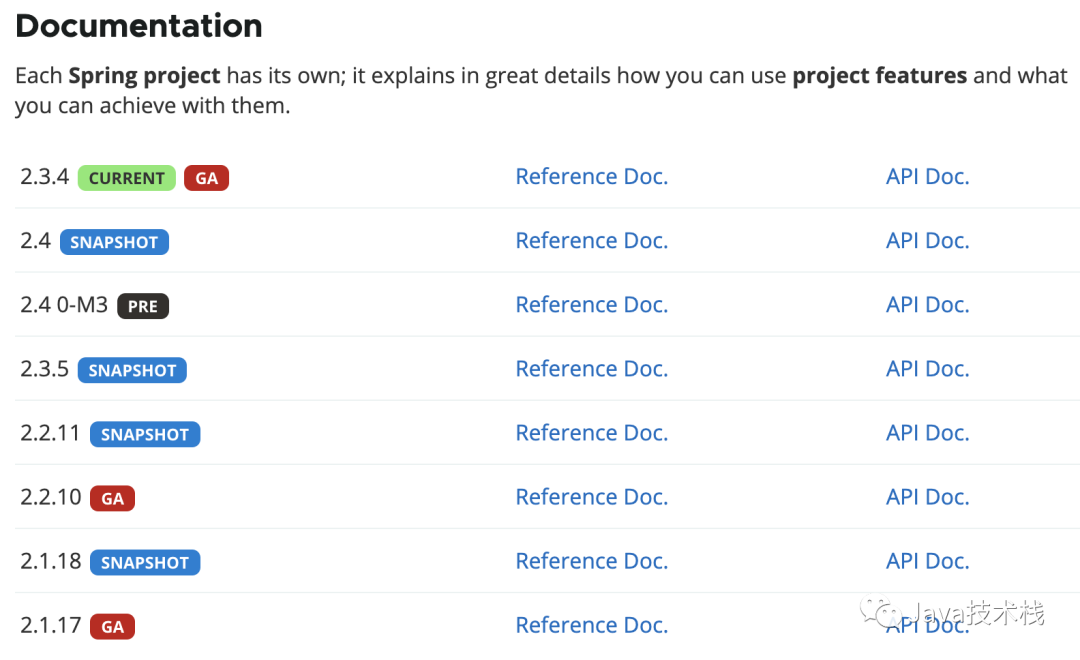 Documentation
Each Spring project has its own; it explains in great details how you can use project features and what
you can achieve with them.
2.3.4 CURRENT GA Reference Doc. API Doc.
2.4 SNAPSHOT Reference Doc. API Doc.
2.4 0-M3 PRE Reference Doc. API Doc.
2.3.5 SNAPSHOT Reference Doc. API Doc.
2.2.11 SNAPSHOT Reference Doc. API Doc.
2.2.10 GA Reference Doc. API Doc.
2.1.18 SNAPSHOT Reference Doc. API Doc.
2.1.17 GA Reference Doc. API Doc.
Java技术栈